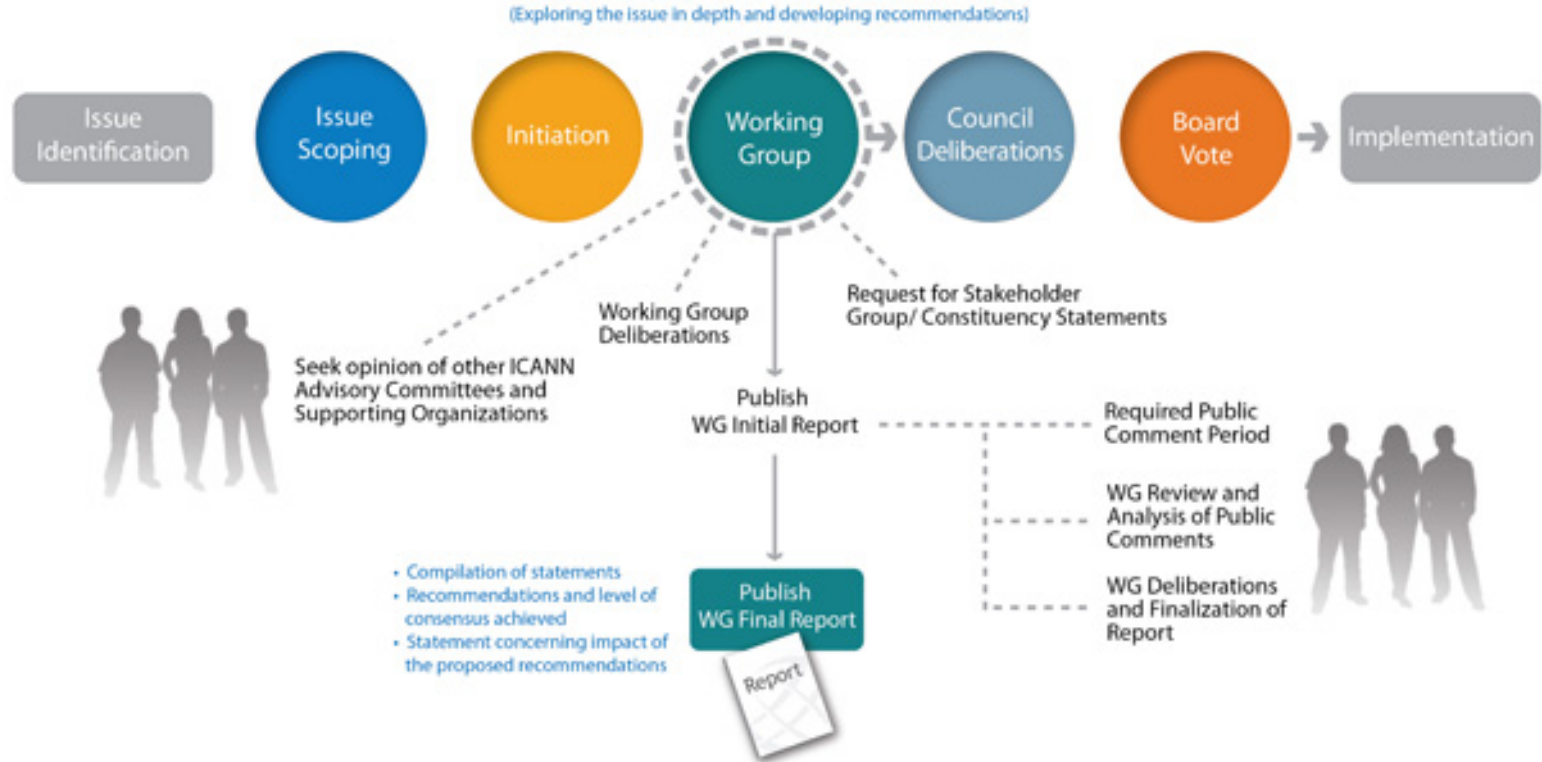 (Exploring the issue in depth and developing recommendations)
Issue
Identification
Issue
Scoping
Initiation
Working
Group
Council
Deliberations
Board
Vote
Implementation
Seek opinion of other ICANN
Advisory Committees and
Supporting Organizations
Working Group
Deliberations
Request for Stakeholder
Group/ Constituency Statements
Publish
WG Initial Report
Required Public
Comment Period
WG Review and
Analysis of Public
Comments
WG Deliberations
and Finalization of
Report
• Compilation of statements
• Recommendations and level of
consensus achieved
• Statement concerning impact of
the proposed recommendations
Publish
WG Final Report
Report